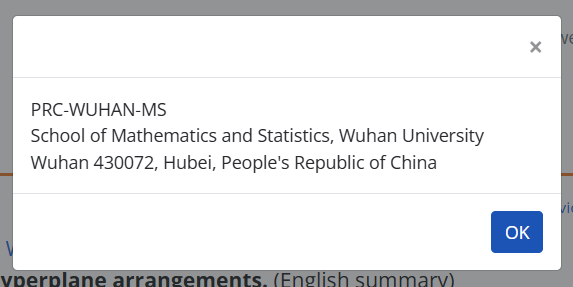 ×
PRC-WUHAN-MS
School of Mathematics and Statistics, Wuhan University
Wuhan 430072, Hubei, People's Republic of China
OK
yperplane arrangements. (English summary)